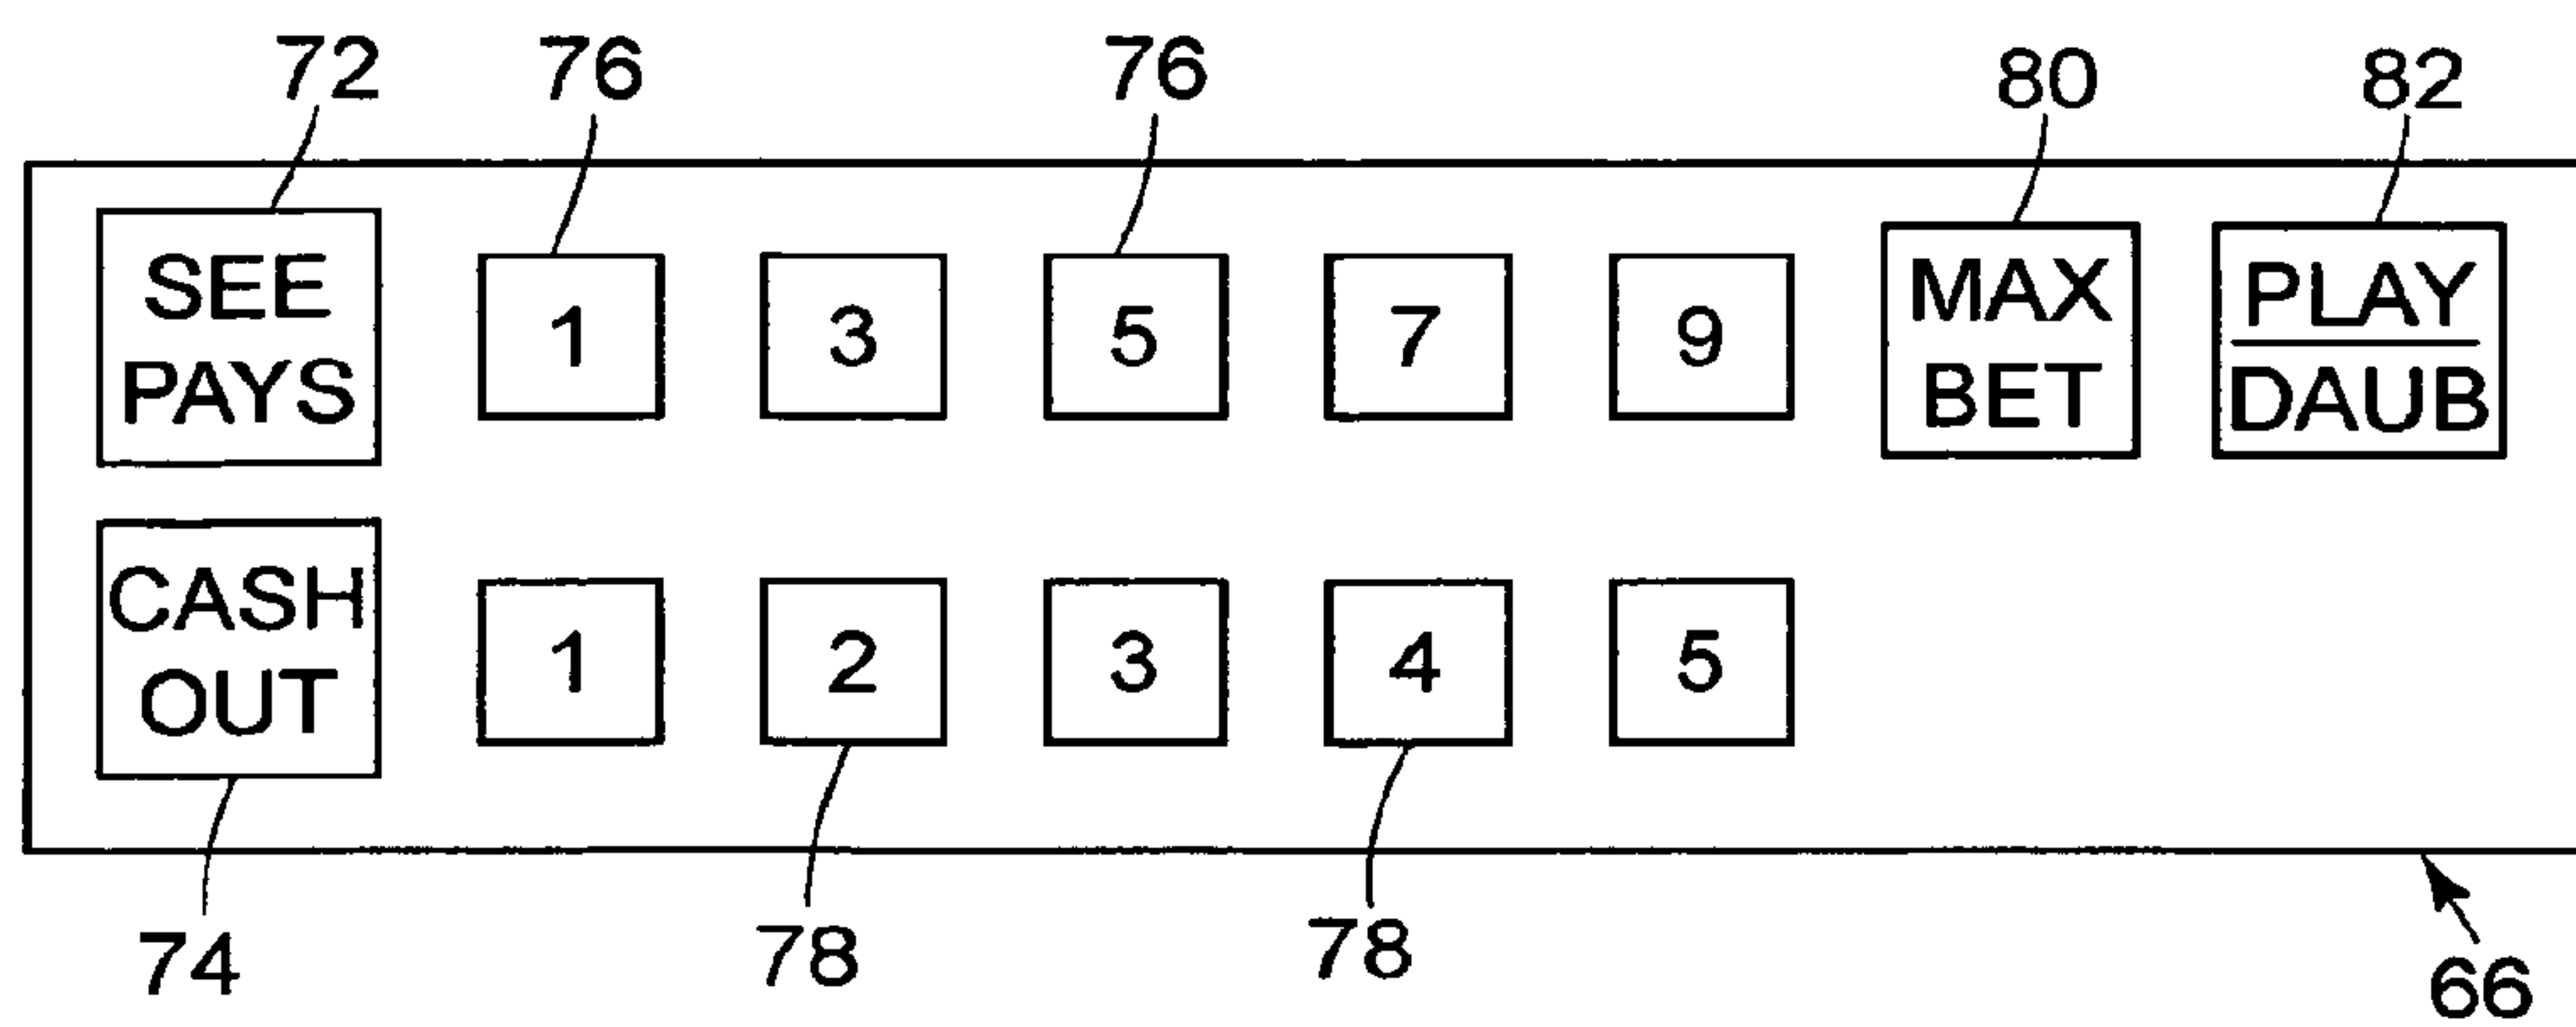 72 76 76 80 82
SEE
PAYS
1 3 5 7 9
MAX
BET
PLAY
DAUB
CASH
OUT
1 2 3 4 5
74 78 78 66